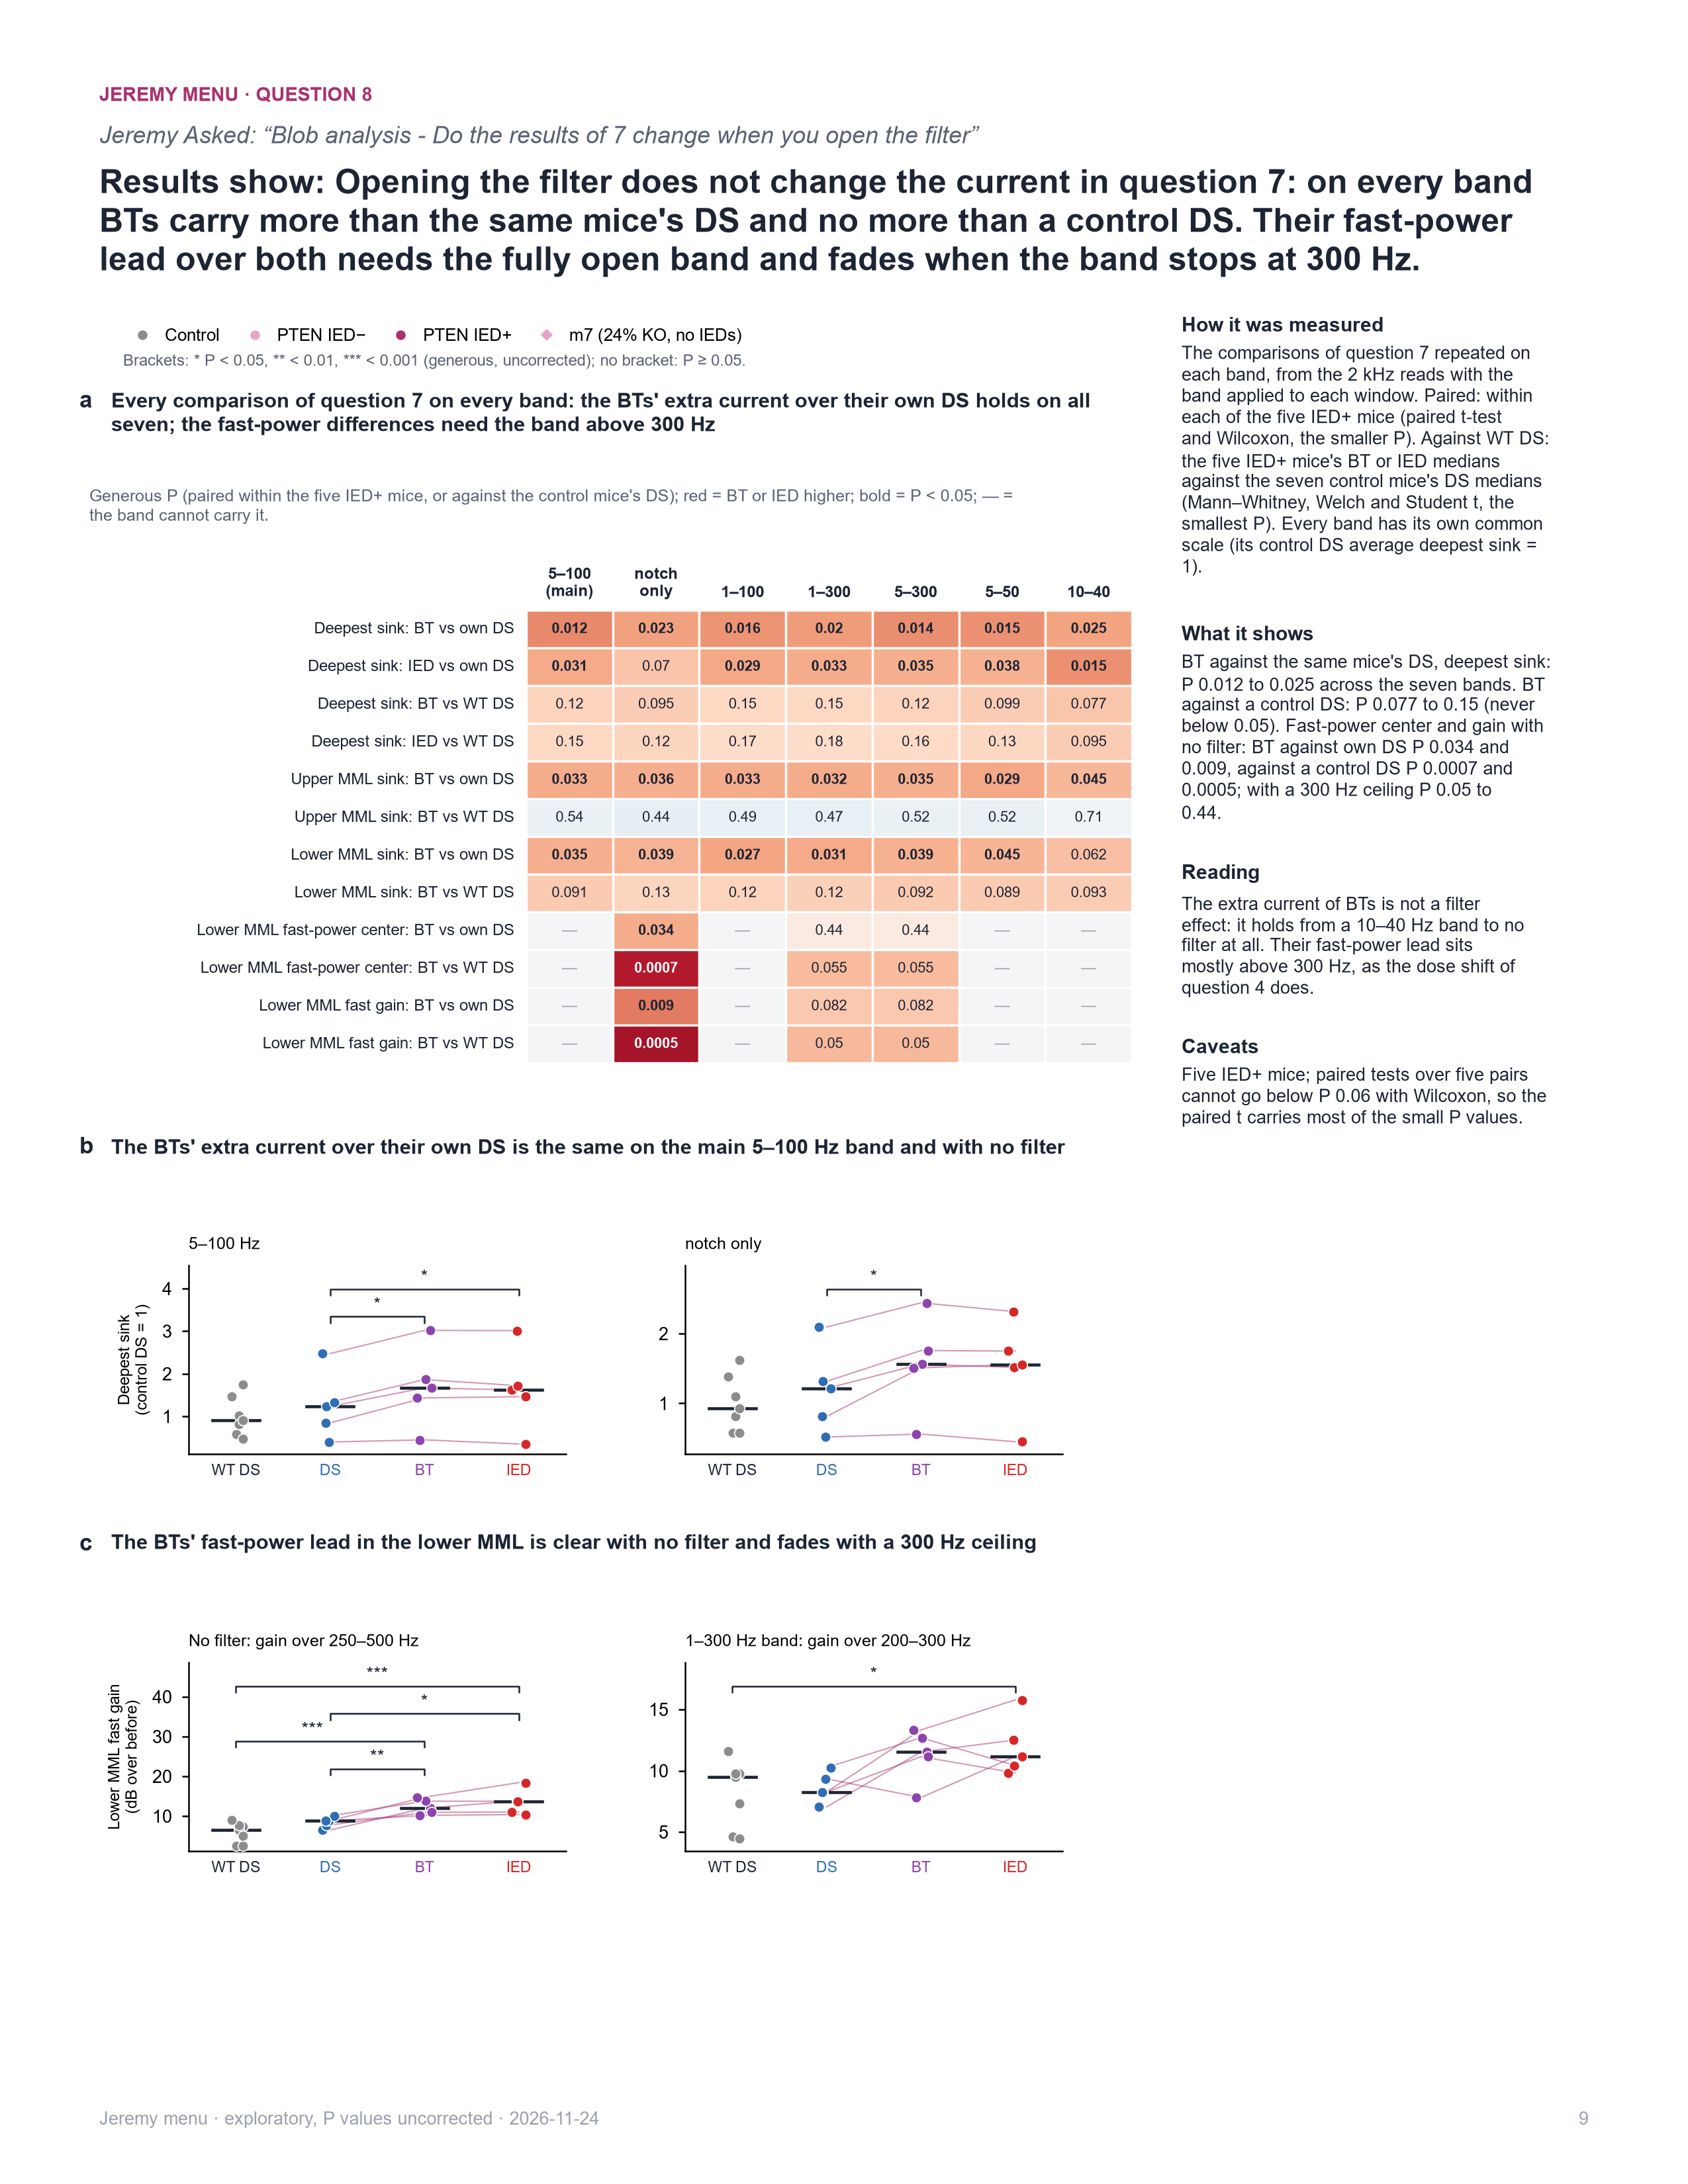 JEREMY MENU · QUESTION 8
Jeremy Asked: “Blob analysis - Do the results of 7 change when you open the filter”
Results show: Opening the filter does not change the current in question 7: on every band
BTs carry more than the same mice's DS and no more than a control DS. Their fast-power
lead over both needs the fully open band and fades when the band stops at 300 Hz.
Control PTEN IED− PTEN IED+ m7 (24% KO, no IEDs)
Brackets: * P < 0.05, ** < 0.01, *** < 0.001 (generous, uncorrected); no bracket: P ≥ 0.05.
a Every comparison of question 7 on every band: the BTs' extra current over their own DS holds on all
seven; the fast-power differences need the band above 300 Hz
Generous P (paired within the five IED+ mice, or against the control mice's DS); red = BT or IED higher; bold = P < 0.05; — =
the band cannot carry it.
5–100 notch
(main) only 1–100 1–300 5–300 5–50 10–40
Deepest sink: BT vs own DS 0.012 0.023 0.016 0.02 0.014 0.015 0.025
Deepest sink: IED vs own DS 0.031 0.07 0.029 0.033 0.035 0.038 0.015
Deepest sink: BT vs WT DS 0.12 0.095 0.15 0.15 0.12 0.099 0.077
Deepest sink: IED vs WT DS 0.15 0.12 0.17 0.18 0.16 0.13 0.095
Upper MML sink: BT vs own DS 0.033 0.036 0.033 0.032 0.035 0.029 0.045
Upper MML sink: BT vs WT DS 0.54 0.44 0.49 0.47 0.52 0.52 0.71
Lower MML sink: BT vs own DS 0.035 0.039 0.027 0.031 0.039 0.045 0.062
Lower MML sink: BT vs WT DS 0.091 0.13 0.12 0.12 0.092 0.089 0.093
Lower MML fast-power center: BT vs own DS — 0.034 — 0.44 0.44 — —
Lower MML fast-power center: BT vs WT DS — 0.0007 — 0.055 0.055 — —
Lower MML fast gain: BT vs own DS — 0.009 — 0.082 0.082 — —
Lower MML fast gain: BT vs WT DS — 0.0005 — 0.05 0.05 — —
b The BTs' extra current over their own DS is the same on the main 5–100 Hz band and with no filter
5–100 Hz
Deepest sink
(control DS = 1)
4
3
2
1
*
*
WT DS DS BT IED
notch only
2
1
*
WT DS DS BT IED
c The BTs' fast-power lead in the lower MML is clear with no filter and fades with a 300 Hz ceiling
No filter: gain over 250–500 Hz
Lower MML fast gain
(dB over before)
40
30
20
10
***
*
***
**
WT DS DS BT IED
1–300 Hz band: gain over 200–300 Hz
15
10
5
*
WT DS DS BT IED
How it was measured
The comparisons of question 7 repeated on
each band, from the 2 kHz reads with the
band applied to each window. Paired: within
each of the five IED+ mice (paired t-test
and Wilcoxon, the smaller P). Against WT DS:
the five IED+ mice's BT or IED medians
against the seven control mice's DS medians
(Mann–Whitney, Welch and Student t, the
smallest P). Every band has its own common
scale (its control DS average deepest sink =
1).
What it shows
BT against the same mice's DS, deepest sink:
P 0.012 to 0.025 across the seven bands. BT
against a control DS: P 0.077 to 0.15 (never
below 0.05). Fast-power center and gain with
no filter: BT against own DS P 0.034 and
0.009, against a control DS P 0.0007 and
0.0005; with a 300 Hz ceiling P 0.05 to
0.44.
Reading
The extra current of BTs is not a filter
effect: it holds from a 10–40 Hz band to no
filter at all. Their fast-power lead sits
mostly above 300 Hz, as the dose shift of
question 4 does.
Caveats
Five IED+ mice; paired tests over five pairs
cannot go below P 0.06 with Wilcoxon, so the
paired t carries most of the small P values.
Jeremy menu · exploratory, P values uncorrected · 2026-11-24
9